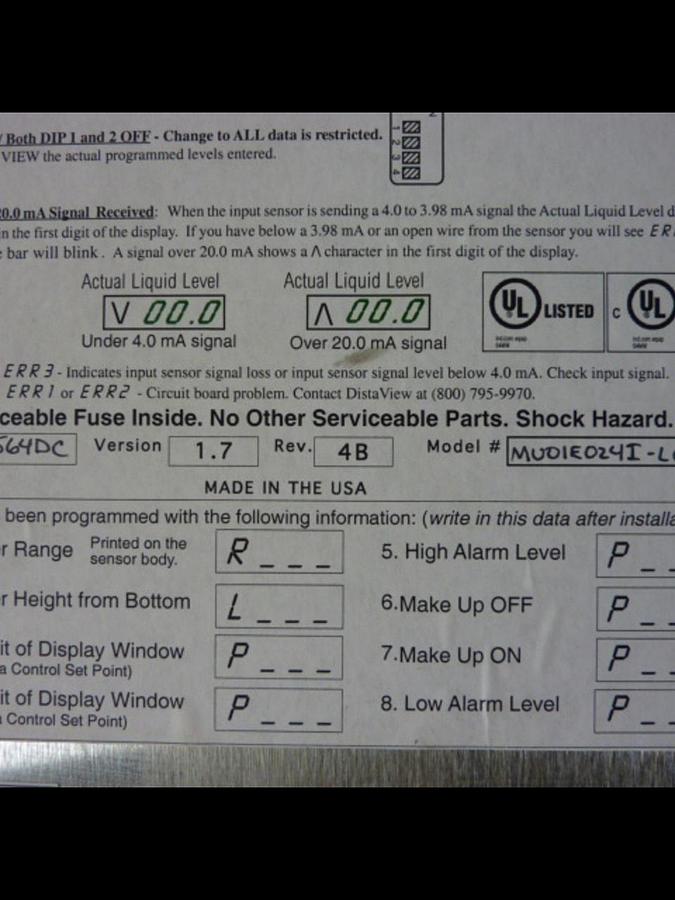 Both DIP 1 and 2 OFF - Change to ALL data is restricted.
VIEW the actual programmed levels entered.
1
2
3
4
20.0 mA Signal Received: When the input sensor is sending a 4.0 to 3.98 mA signal the Actual Liquid Level d
in the first digit of the display. If you have below a 3.98 mA or an open wire from the sensor you will see ER
bar will blink. A signal over 20.0 mA shows a Λ character in the first digit of the display.
Actual Liquid Level Actual Liquid Level
V 00.0 Λ 00.0
UL LISTED C UL
Under 4.0 mA signal Over 20.0 mA signal
ERR3 - Indicates input sensor signal loss or input sensor signal level below 4.0 mA. Check input signal.
ERR1 or ERR2 - Circuit board problem. Contact DistaView at (800) 795-9970.
ceable Fuse Inside. No Other Serviceable Parts. Shock Hazard.
564DC Version 1.7 Rev. 4B Model # MUD1E024I-L
MADE IN THE USA
been programmed with the following information: (write in this data after installa
r Range Printed on the sensor body. R _ _ _ 5. High Alarm Level P _ _
r Height from Bottom L _ _ _ 6.Make Up OFF P _ _
it of Display Window P _ _ _ 7.Make Up ON P _ _
a Control Set Point)
it of Display Window P _ _ _ 8. Low Alarm Level P _ _
a Control Set Point)